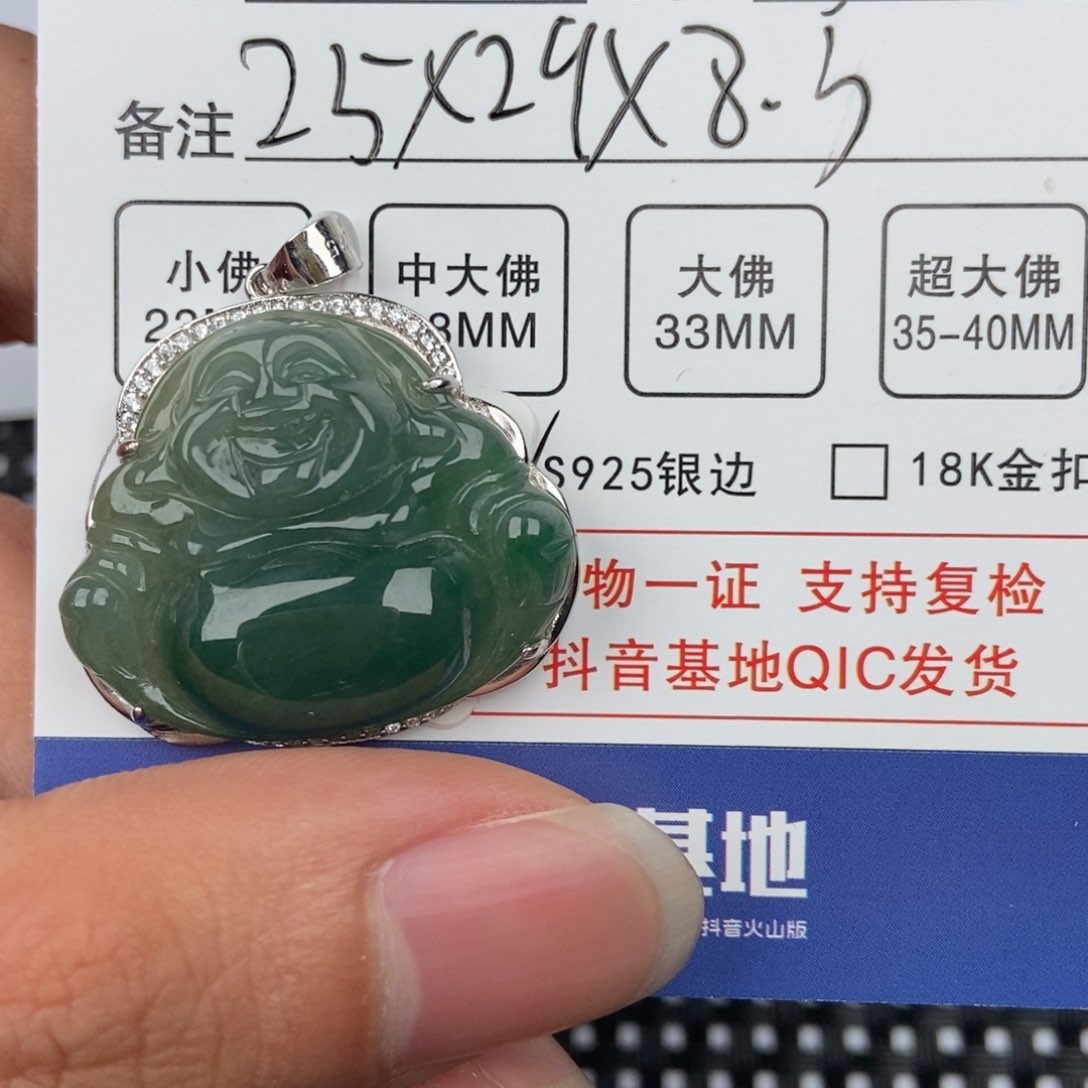 备注 25X29X8.5
小佛 中大佛 大佛 超大佛
MM 33MM 35-40MM
S925银边 18K金扣
物一证 支持复检
抖音基地QIC发货
基地
抖音火山版